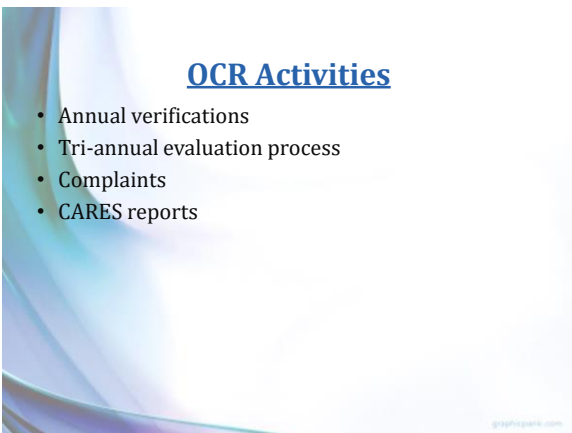 OCR Activities
• Annual verifications
• Tri-annual evaluation process
• Complaints
• CARES reports
graphicpanic.com